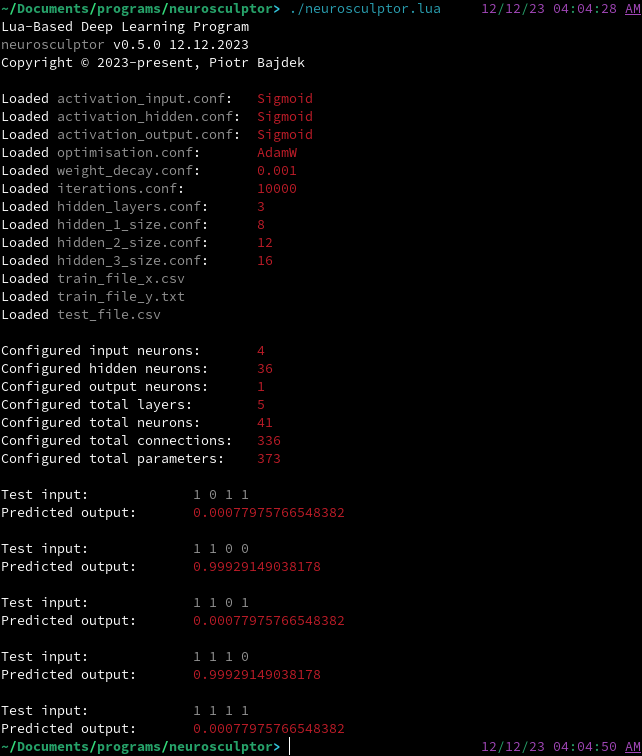 ~/Documents/programs/neurosculptor> ./neurosculptor.lua 12/12/23 04:04:28 AM
Lua-Based Deep Learning Program
neurosculptor v0.5.0 12.12.2023
Copyright © 2023-present, Piotr Bajdek
Loaded activation_input.conf: Sigmoid
Loaded activation_hidden.conf: Sigmoid
Loaded activation_output.conf: Sigmoid
Loaded optimisation.conf: AdamW
Loaded weight_decay.conf: 0.001
Loaded iterations.conf: 10000
Loaded hidden_layers.conf: 3
Loaded hidden_1_size.conf: 8
Loaded hidden_2_size.conf: 12
Loaded hidden_3_size.conf: 16
Loaded train_file_x.csv
Loaded train_file_y.txt
Loaded test_file.csv
Configured input neurons: 4
Configured hidden neurons: 36
Configured output neurons: 1
Configured total layers: 5
Configured total neurons: 41
Configured total connections: 336
Configured total parameters: 373
Test input: 1 0 1 1
Predicted output: 0.00077975766548382
Test input: 1 1 0 0
Predicted output: 0.99929149038178
Test input: 1 1 0 1
Predicted output: 0.00077975766548382
Test input: 1 1 1 0
Predicted output: 0.99929149038178
Test input: 1 1 1 1
Predicted output: 0.00077975766548382
~/Documents/programs/neurosculptor> 12/12/23 04:04:50 AM